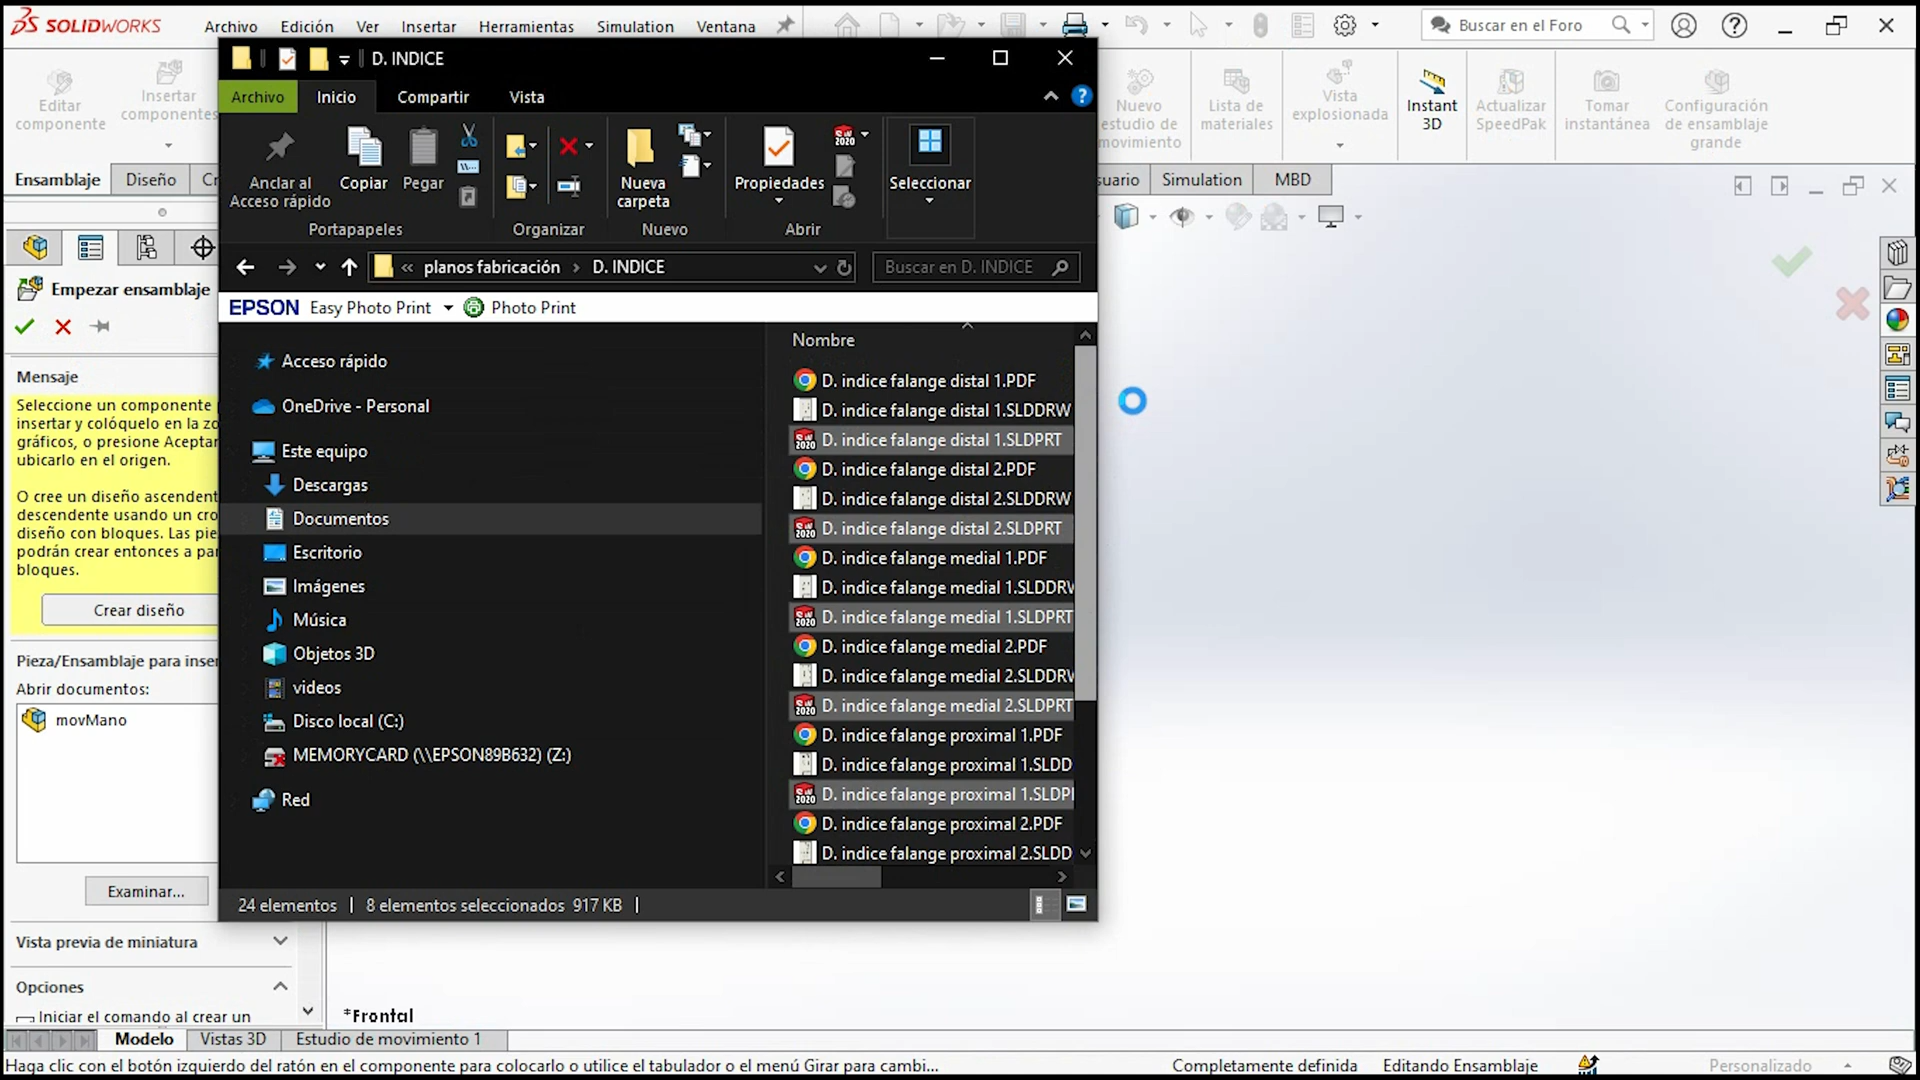 SOLIDWORKS
Archivo Edición Ver Insertar Herramientas Simulation Ventana
Buscar en el Foro
D. INDICE
Archivo Inicio Compartir Vista
Editar componente
Insertar componentes
Anclar al Acceso rápido
Copiar
Pegar
Portapapeles
Organizar
Nueva carpeta
Nuevo
Propiedades
Abrir
Seleccionar
Nuevo estudio de movimiento
Lista de materiales
Vista explosionada
Instant 3D
Actualizar SpeedPak
Tomar instantánea
Configuración de ensamblaje grande
Ensamblaje Diseño Cr
suario Simulation MBD
« planos fabricación › D. INDICE
Buscar en D. INDICE
EPSON Easy Photo Print Photo Print
Empezar ensamblaje
Mensaje
Seleccione un componente
insertar y colóquelo en la zo
gráficos, o presione Aceptar
ubicarlo en el origen.
O cree un diseño ascendent
descendente usando un cro
diseño con bloques. Las pie
podrán crear entonces a par
bloques.
Crear diseño
Pieza/Ensamblaje para inser
Abrir documentos:
movMano
Examinar...
Vista previa de miniatura
Opciones
Iniciar el comando al crear un
Acceso rápido
OneDrive - Personal
Este equipo
Descargas
Documentos
Escritorio
Imágenes
Música
Objetos 3D
videos
Disco local (C:)
MEMORYCARD (\\EPSON89B632) (Z:)
Red
Nombre
D. indice falange distal 1.PDF
D. indice falange distal 1.SLDDRW
D. indice falange distal 1.SLDPRT
D. indice falange distal 2.PDF
D. indice falange distal 2.SLDDRW
D. indice falange distal 2.SLDPRT
D. indice falange medial 1.PDF
D. indice falange medial 1.SLDDRW
D. indice falange medial 1.SLDPRT
D. indice falange medial 2.PDF
D. indice falange medial 2.SLDDRW
D. indice falange medial 2.SLDPRT
D. indice falange proximal 1.PDF
D. indice falange proximal 1.SLDD
D. indice falange proximal 1.SLDP
D. indice falange proximal 2.PDF
D. indice falange proximal 2.SLDD
24 elementos | 8 elementos seleccionados 917 KB |
*Frontal
Modelo Vistas 3D Estudio de movimiento 1
Haga clic con el botón izquierdo del ratón en el componente para colocarlo o utilice el tabulador o el menú Girar para cambi... Completamente definida Editando Ensamblaje Personalizado